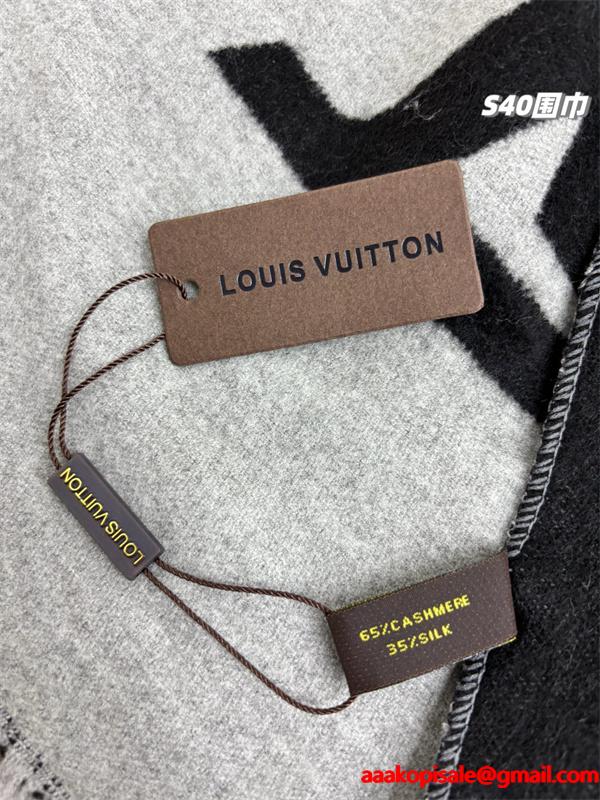 S40围巾
LOUIS VUITTON
LOUIS VUITTON
65%CASHMERE
35%SILK
aaakopisale@gmail.com